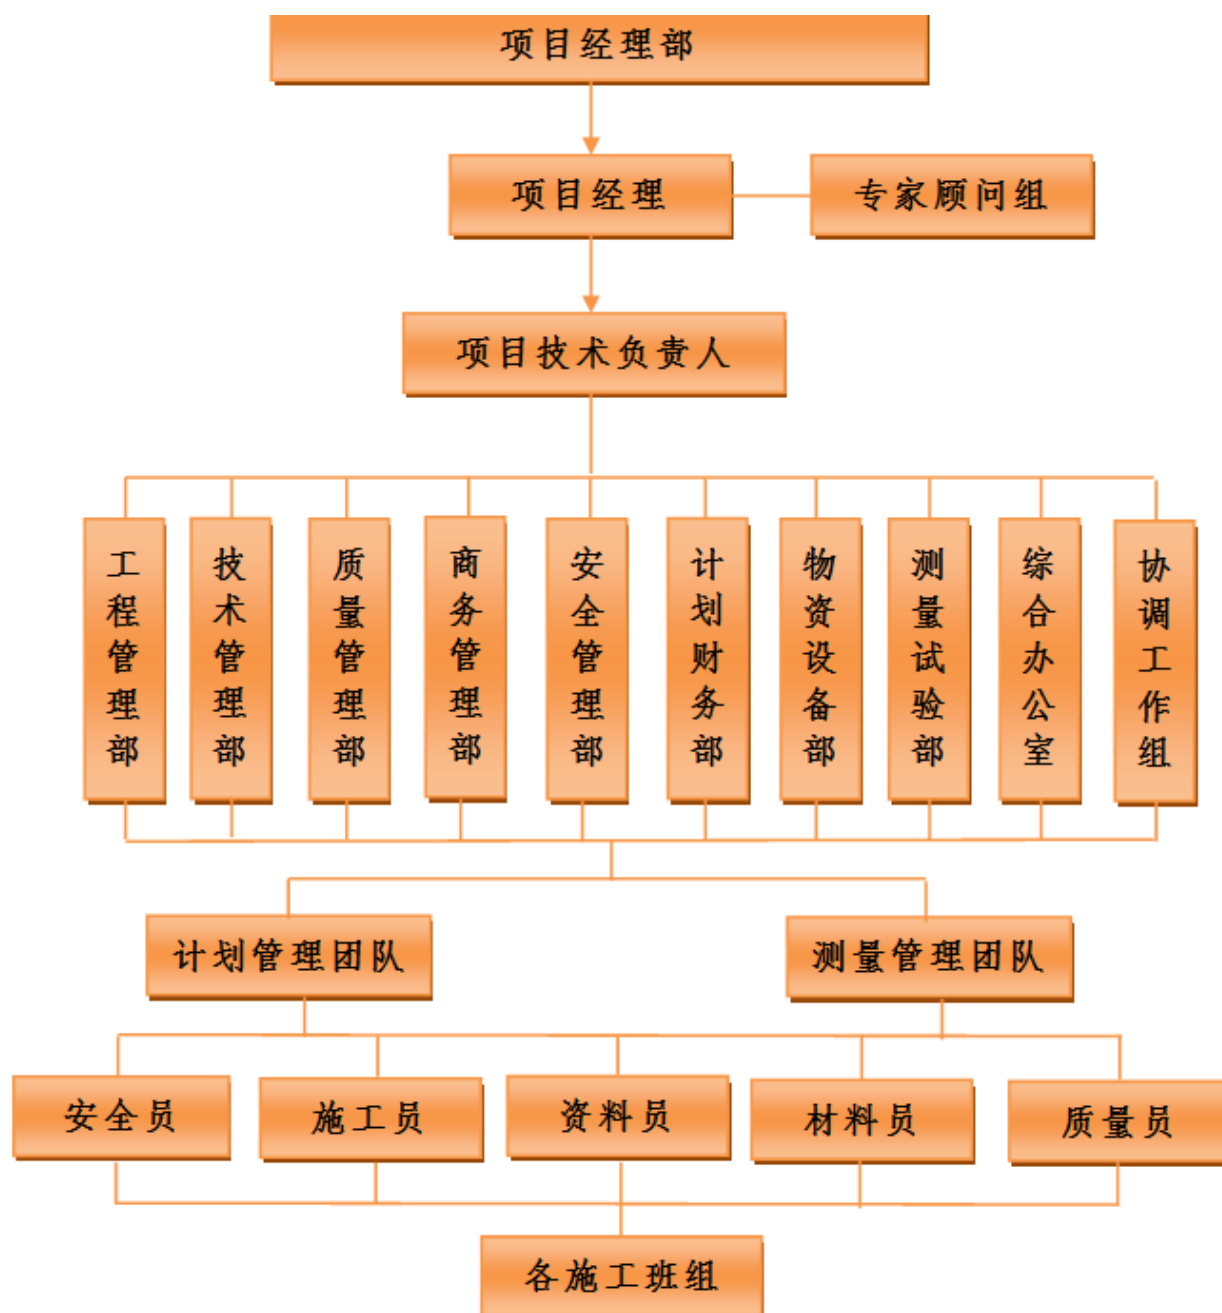 项目经理部
项目经理
专家顾问组
项目技术负责人
工程管理部
技术管理部
质量管理部
商务管理部
安全管理部
计划财务部
物资设备部
测量试验部
综合办公室
协调工作组
计划管理团队
测量管理团队
安全员
施工员
资料员
材料员
质量员
各施工班组